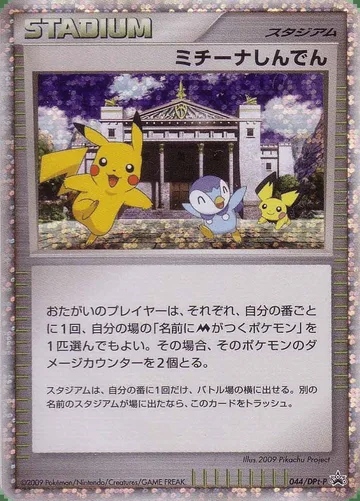 STADIUM
スタジアム
ミチーナしんでん
おたがいのプレイヤーは、それぞれ、自分の番ごと
に1回、自分の場の「名前にMがつくポケモン」を
1匹選んでもよい。その場合、そのポケモンのダ
メージカウンターを2個とる。
スタジアムは、自分の番に1回だけ、バトル場の横に出せる。別の名
前のスタジアムが場に出たなら、このカードをトラッシュ。
Illus. 2009 Pikachu Project
©2009 Pokémon/Nintendo/Creatures/GAME FREAK
044/DPt-P